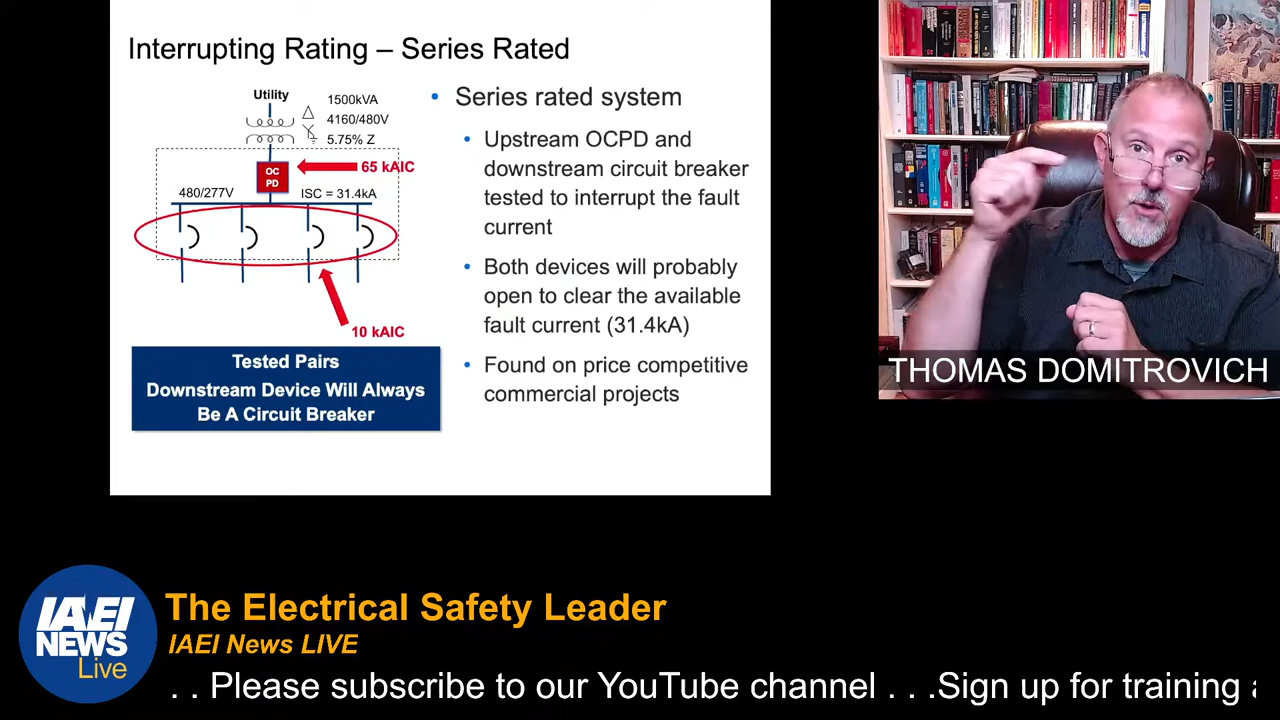 Interrupting Rating – Series Rated
Utility
1500kVA
4160/480V
5.75% Z
OC
PD
65 kAIC
480/277V
ISC = 31.4kA
10 kAIC
Tested Pairs
Downstream Device Will Always
Be A Circuit Breaker
• Series rated system
• Upstream OCPD and
downstream circuit breaker
tested to interrupt the fault
current
• Both devices will probably
open to clear the available
fault current (31.4kA)
• Found on price competitive
commercial projects
THOMAS DOMITROVICH
IAEI
NEWS
Live
The Electrical Safety Leader
IAEI News LIVE
. . Please subscribe to our YouTube channel . . .Sign up for training a